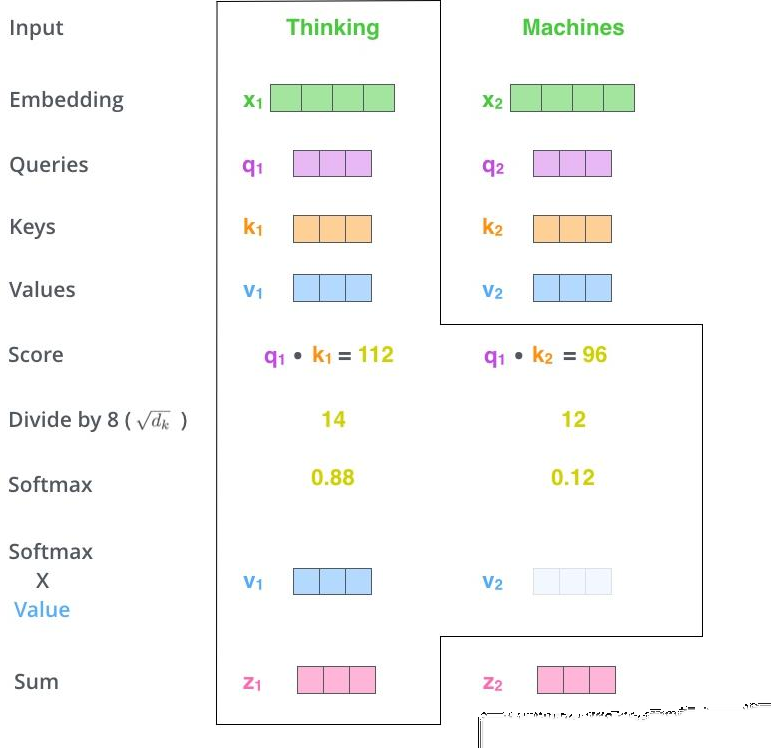 Input Thinking Machines
Embedding x1 x2
Queries q1 q2
Keys k1 k2
Values v1 v2
Score q1 • k1 = 112 q1 • k2 = 96
Divide by 8 ( √dk ) 14 12
Softmax 0.88 0.12
Softmax
X v1 v2
Value
Sum z1 z2